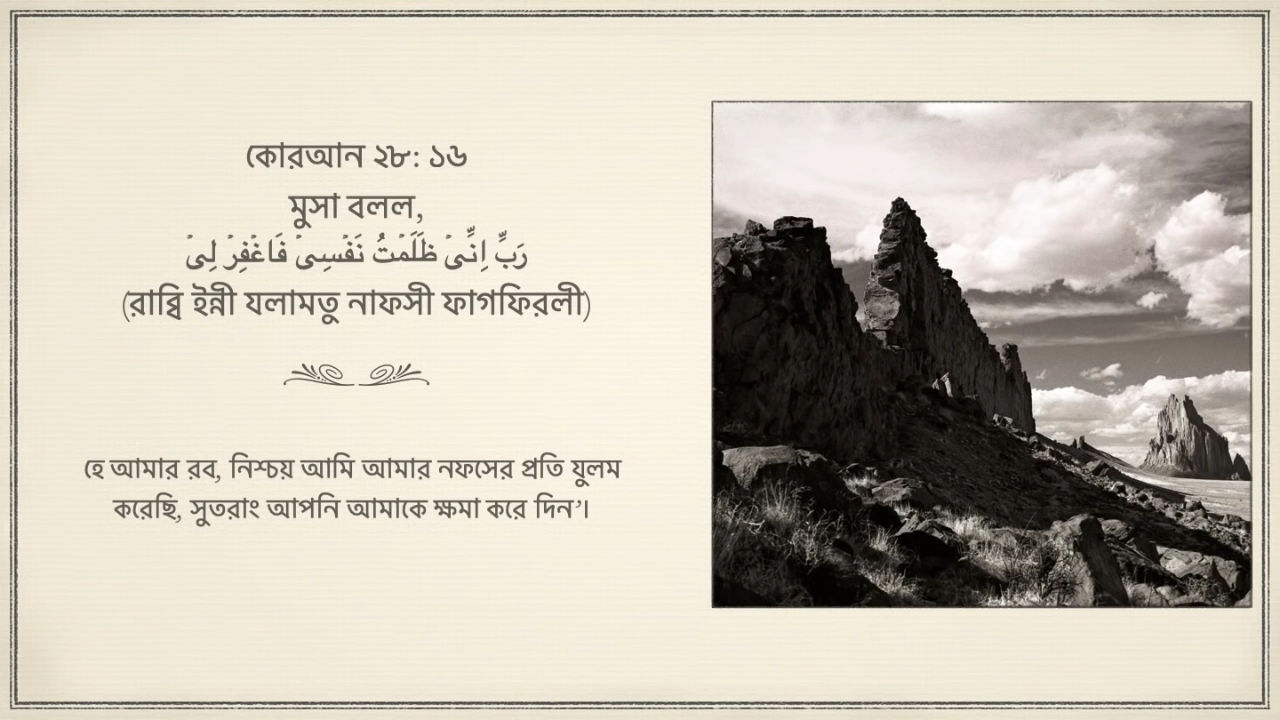 কোরআন ২৮: ১৬
মুসা বলল,
رَبِّ اِنِّیۡ ظَلَمۡتُ نَفۡسِیۡ فَاغۡفِرۡ لِیۡ
(রাব্বি ইন্নী যলামতু নাফসী ফাগফিরলী)
হে আমার রব, নিশ্চয় আমি আমার নফসের প্রতি যুলম
করেছি, সুতরাং আপনি আমাকে ক্ষমা করে দিন’।